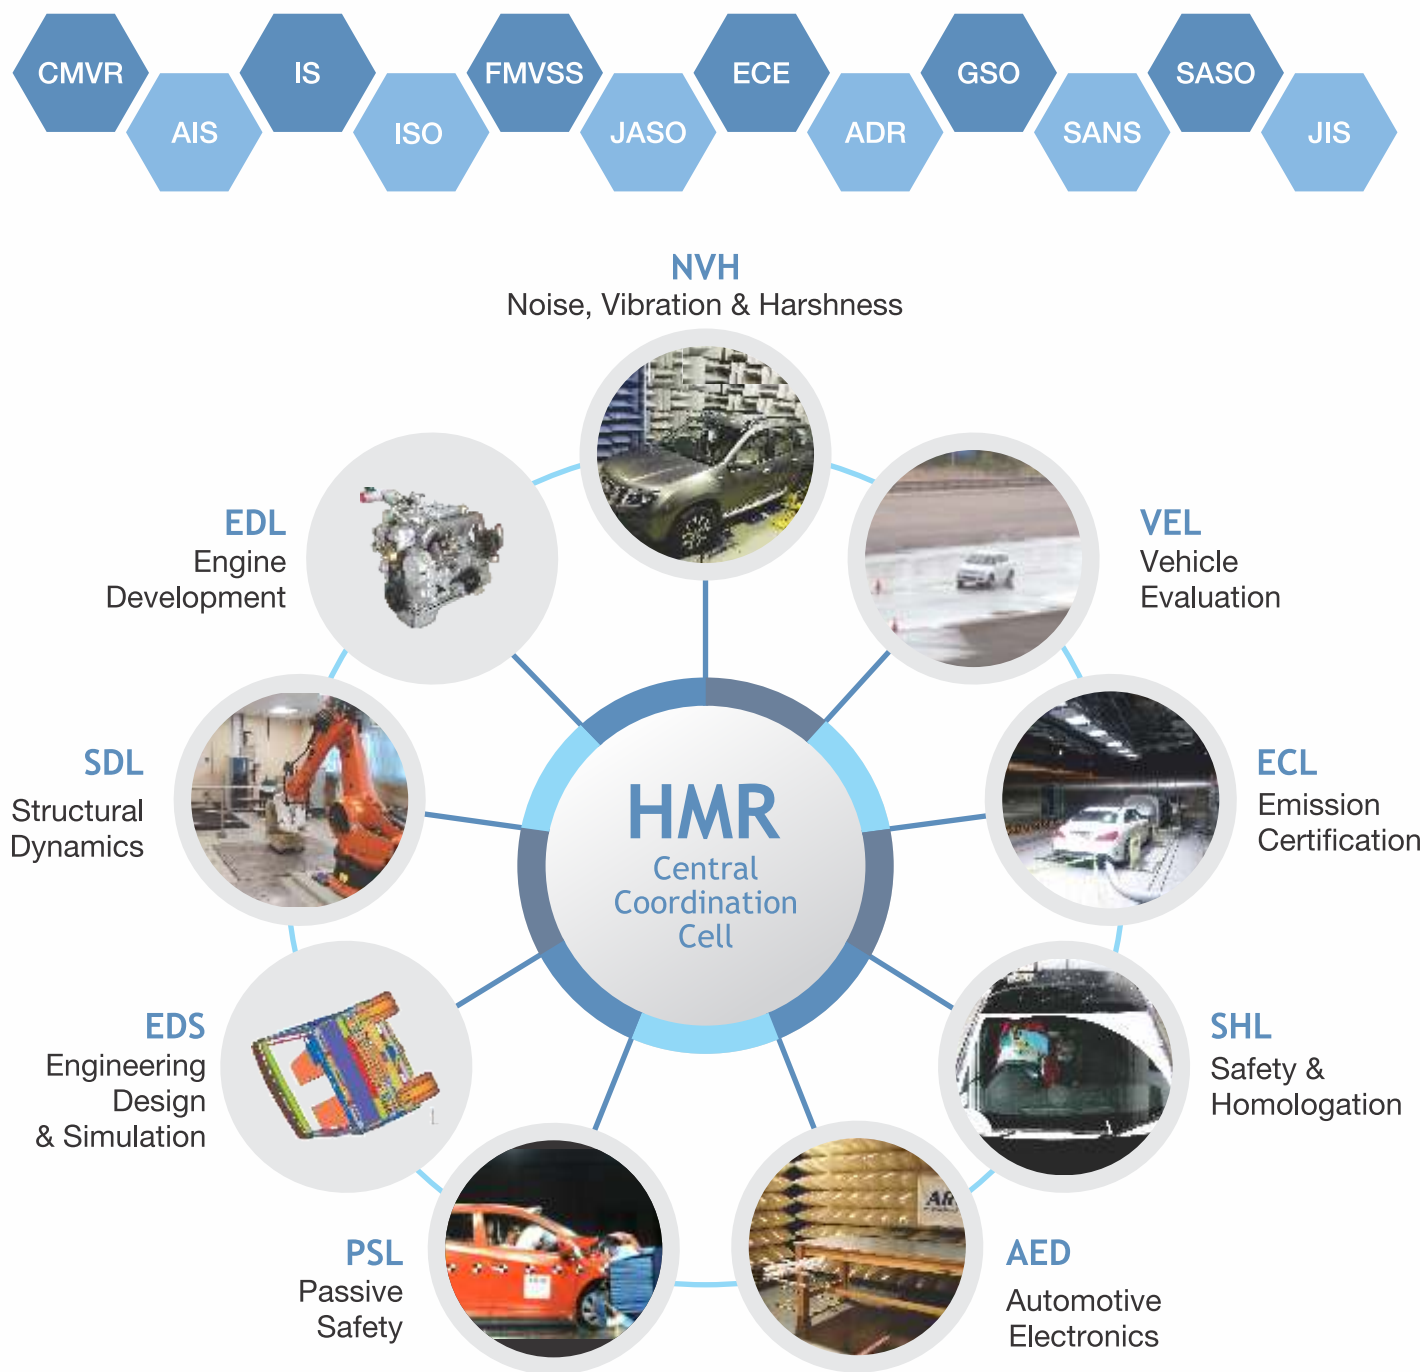 CMVR
IS
FMVSS
ECE
GSO
SASO
AIS
ISO
JASO
ADR
SANS
JIS
NVH
Noise, Vibration & Harshness
EDL
Engine
Development
VEL
Vehicle
Evaluation
SDL
Structural
Dynamics
HMR
Central
Coordination
Cell
ECL
Emission
Certification
EDS
Engineering
Design
& Simulation
SHL
Safety &
Homologation
PSL
Passive
Safety
AED
Automotive
Electronics